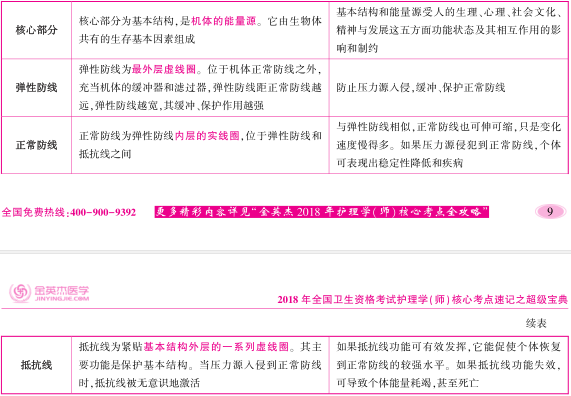 核心部分
核心部分为基本结构,是机体的能量源。它由生物体
共有的生存基本因素组成
基本结构和能量源受人的生理、心理、社会文化、
精神与发展这五方面功能状态及其相互作用的影
响和制约
弹性防线
弹性防线为最外层虚线圈。位于机体正常防线之外,
充当机体的缓冲器和滤过器,弹性防线距正常防线越
远,弹性防线越宽,其缓冲、保护作用越强
防止压力源入侵,缓冲、保护正常防线
正常防线
正常防线为弹性防线内层的实线圈,位于弹性防线和
抵抗线之间
与弹性防线相似,正常防线也可伸可缩,只是变化
速度慢得多。如果压力源侵犯到正常防线,个体
可表现出稳定性降低和疾病
全国免费热线:400-900-9392 更多精彩内容详见“金英杰 2018 年护理学(师)核心考点全攻略” 9
金英杰医学
JINYINGJIE.COM
2018 年全国卫生资格考试护理学(师)核心考点速记之超级宝典
续表
抵抗线
抵抗线为紧贴基本结构外层的一系列虚线圈。其主
要功能是保护基本结构。当压力源入侵到正常防线
时,抵抗线被无意识地激活
如果抵抗线功能可有效发挥,它能促使个体恢复
到正常防线的较强水平。如果抵抗线功能失效,
可导致个体能量耗竭,甚至死亡